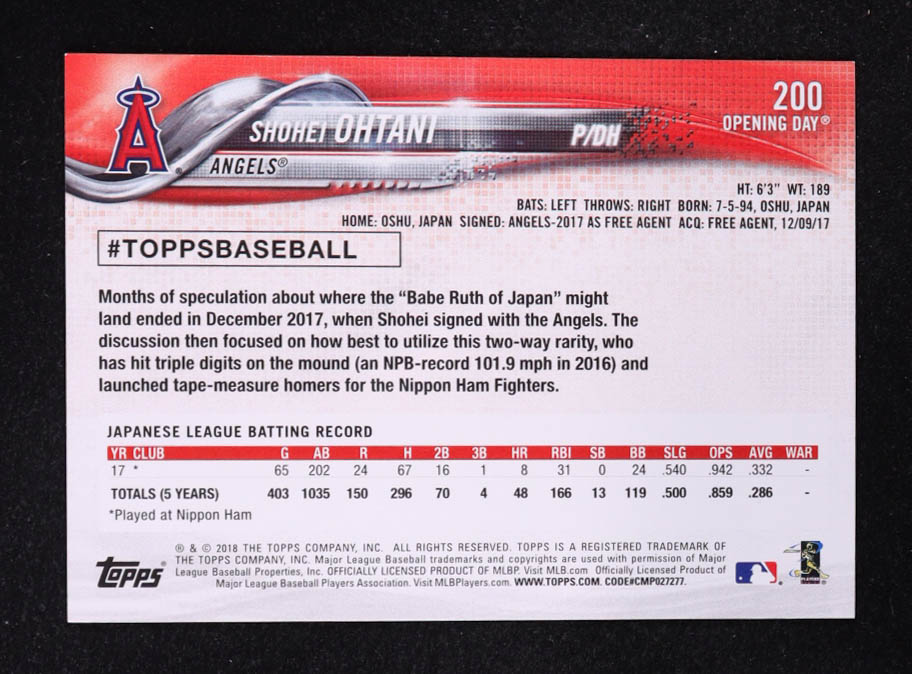 200
OPENING DAY®
SHOHEI OHTANI
P/DH
A
ANGELS®
HT: 6'3" WT: 189
BATS: LEFT THROWS: RIGHT BORN: 7-5-94, OSHU, JAPAN
HOME: OSHU, JAPAN SIGNED: ANGELS-2017 AS FREE AGENT ACQ: FREE AGENT, 12/09/17
#TOPPSBASEBALL
Months of speculation about where the “Babe Ruth of Japan” might
land ended in December 2017, when Shohei signed with the Angels. The
discussion then focused on how best to utilize this two-way rarity, who
has hit triple digits on the mound (an NPB-record 101.9 mph in 2016) and
launched tape-measure homers for the Nippon Ham Fighters.
JAPANESE LEAGUE BATTING RECORD
YR CLUB G AB R H 2B 3B HR RBI SB BB SLG OPS AVG WAR
17 * 65 202 24 67 16 1 8 31 0 24 .540 .942 .332 -
TOTALS (5 YEARS) 403 1035 150 296 70 4 48 166 13 119 .500 .859 .286 -
*Played at Nippon Ham
® & © 2018 THE TOPPS COMPANY, INC. ALL RIGHTS RESERVED. TOPPS IS A REGISTERED TRADEMARK OF
THE TOPPS COMPANY, INC. Major League Baseball trademarks and copyrights are used with permission of Major
League Baseball Properties, Inc. OFFICIALLY LICENSED PRODUCT OF MLBP. Visit MLB.com Officially Licensed Product of
Major League Baseball Players Association. Visit MLBPlayers.com. WWW.TOPPS.COM. CODE#CMP027277.
Topps®